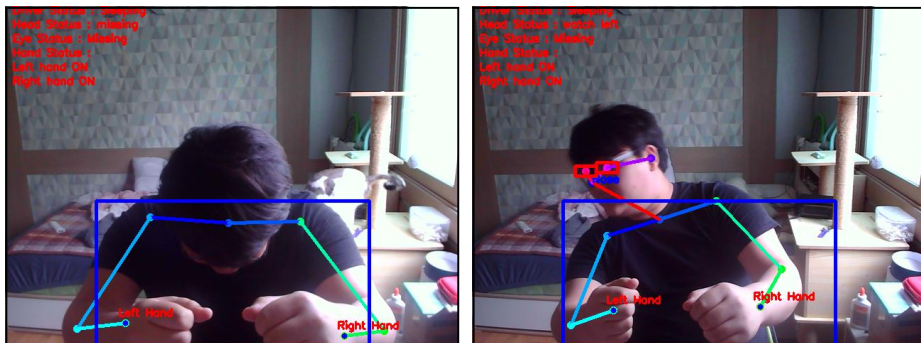 Driver Status : Sleeping
Head Status : missing
Eye Status : Missing
Hand Status :
Left hand ON
Right hand ON
Left Hand
Right Hand
Driver Status : Sleeping
Head Status : watch left
Eye Status : Missing
Hand Status :
Left hand ON
Right hand ON
Left Hand
Right Hand